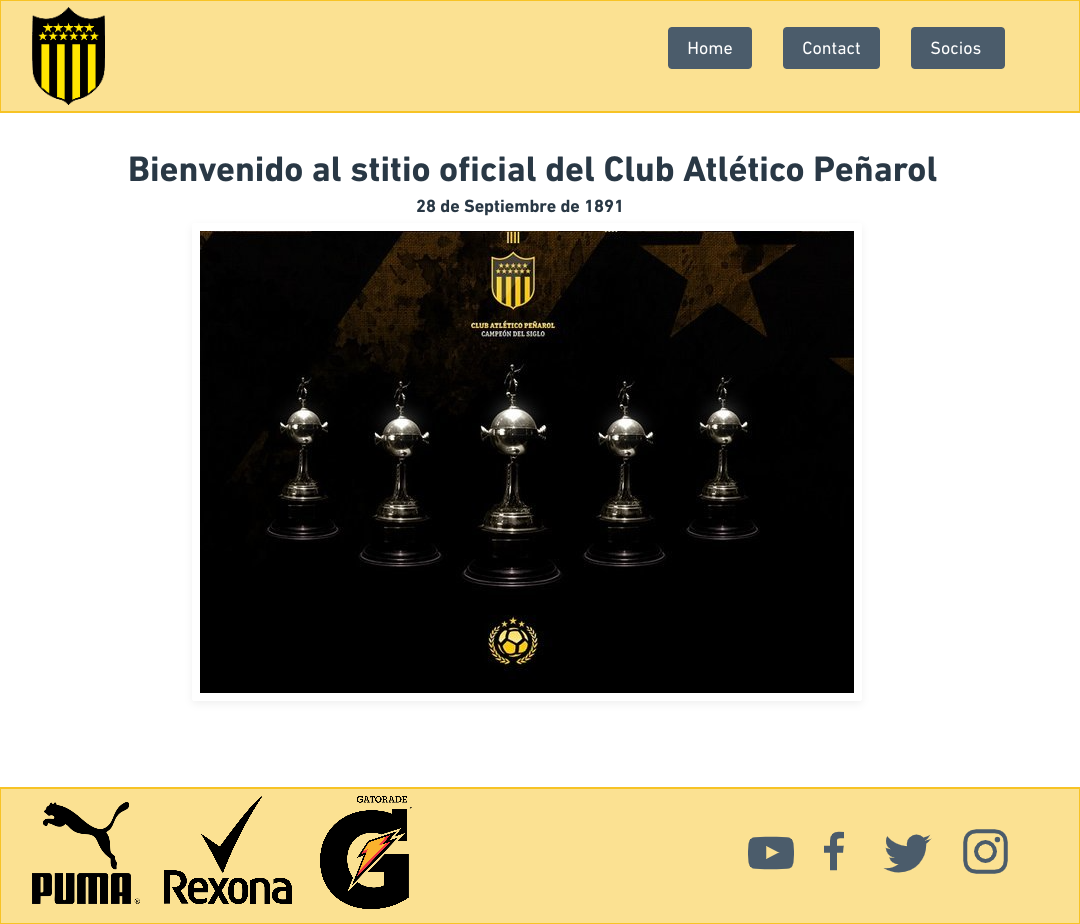 Home
Contact
Socios
Bienvenido al stitio oficial del Club Atlético Peñarol
28 de Septiembre de 1891
CLUB ATLÉTICO PEÑAROL
CAMPEÓN DEL SIGLO
PUMA®
Rexona
GATORADE
G